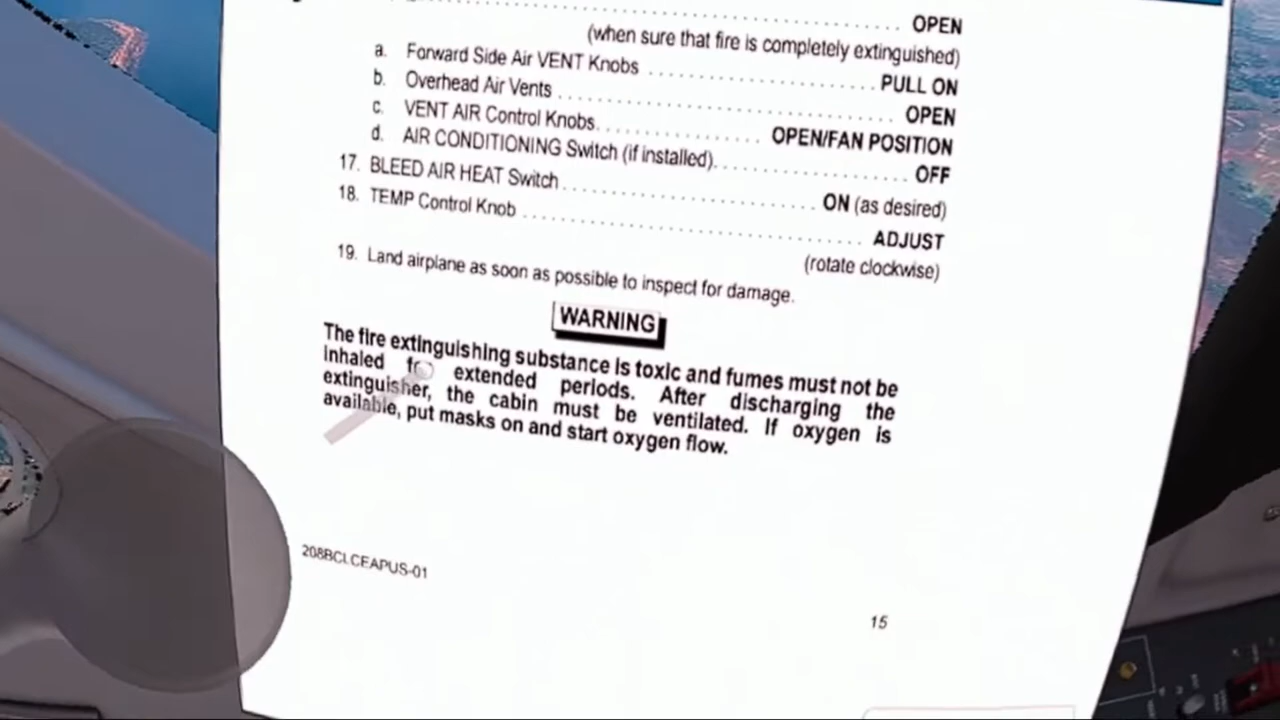 OPEN
(when sure that fire is completely extinguished)
a. Forward Side Air VENT Knobs PULL ON
b. Overhead Air Vents OPEN
c. VENT AIR Control Knobs OPEN/FAN POSITION
d. AIR CONDITIONING Switch (if installed) OFF
17. BLEED AIR HEAT Switch ON (as desired)
18. TEMP Control Knob ADJUST
(rotate clockwise)
19. Land airplane as soon as possible to inspect for damage.
WARNING
The fire extinguishing substance is toxic and fumes must not be
inhaled for extended periods. After discharging the
extinguisher, the cabin must be ventilated. If oxygen is
available, put masks on and start oxygen flow.
208BCLCEAPUS-01
15